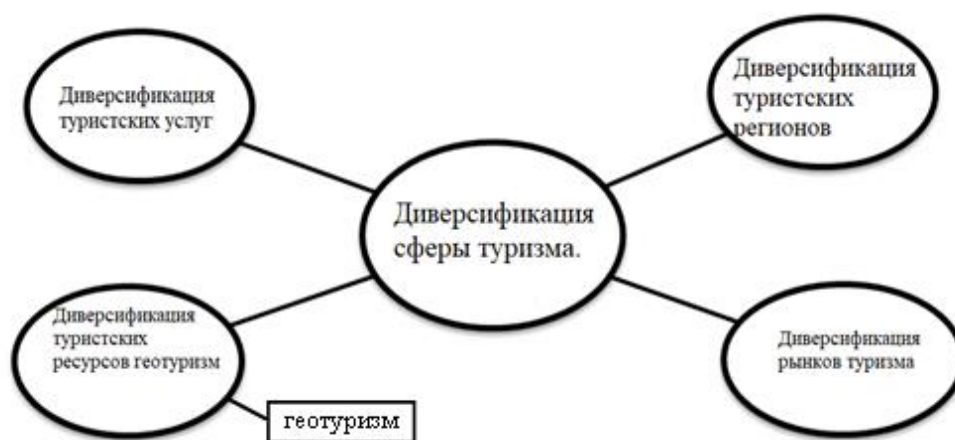 Диверсификация
туристских услуг
Диверсификация
туристских
регионов
Диверсификация
сферы туризма.
Диверсификация
туристских
ресурсов геотуризм
Диверсификация
рынков туризма
геотуризм